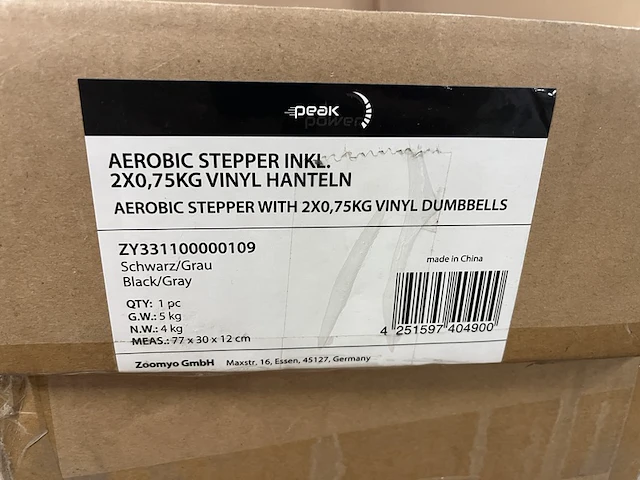 peak
power
AEROBIC STEPPER INKL.
2X0,75KG VINYL HANTELN
AEROBIC STEPPER WITH 2X0,75KG VINYL DUMBBELLS
ZY331100000109
Schwarz/Grau
Black/Gray
QTY: 1 pc
G.W.: 5 kg
N.W.: 4 kg
MEAS.: 77 x 30 x 12 cm
made in China
4 251597 404900
Zoomyo GmbH Maxstr. 16, Essen, 45127, Germany